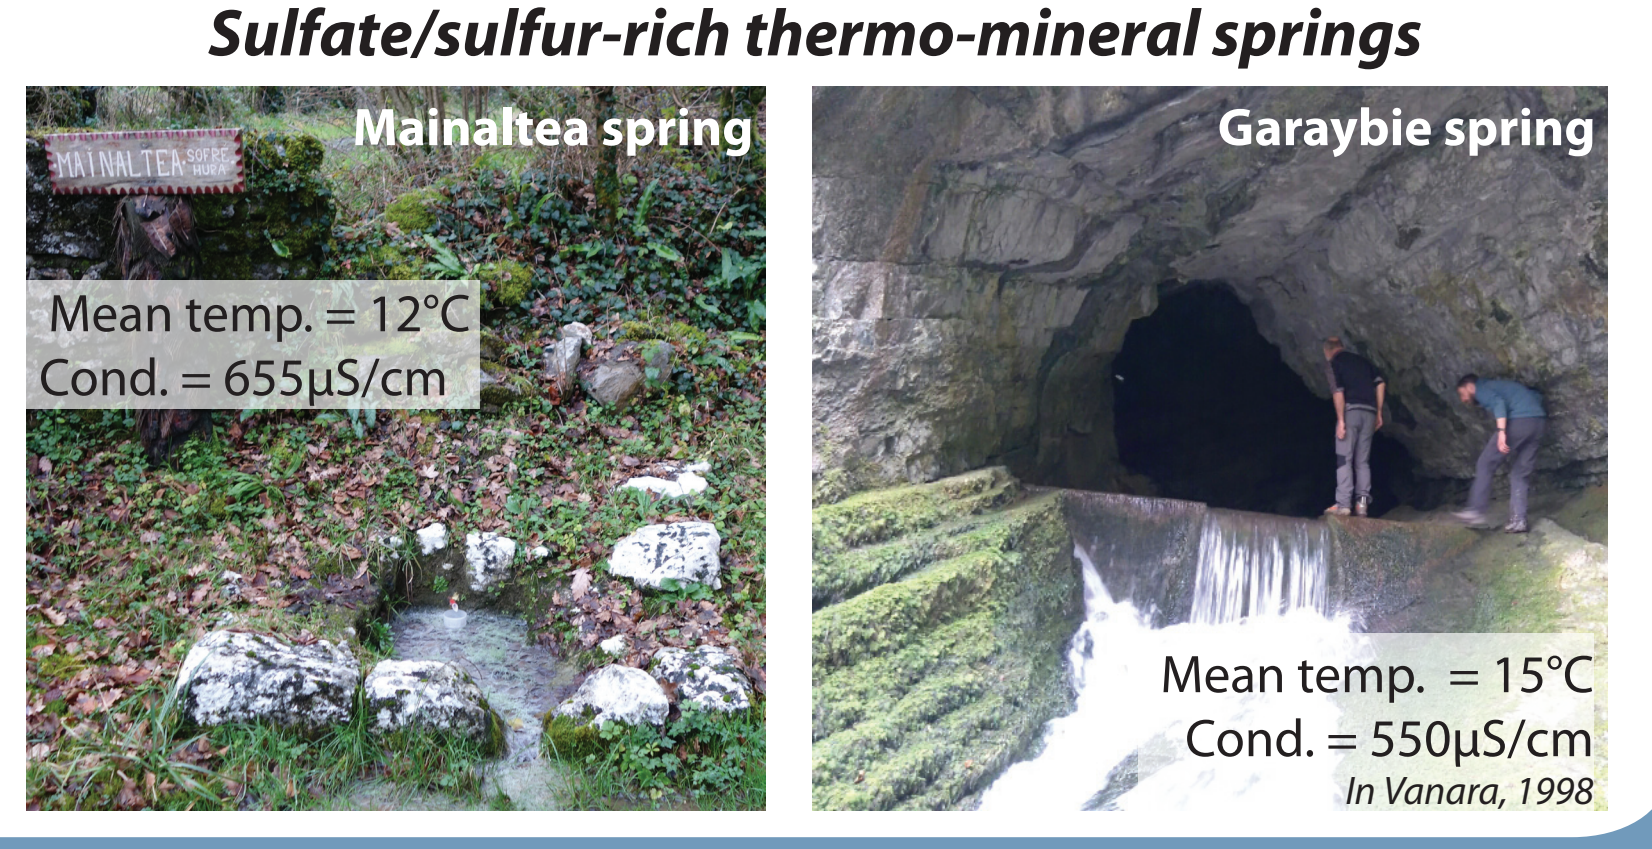 Sulfate/sulfur-rich thermo-mineral springs
Mainaltea spring
MAÏNALTEA·SOFRE
HURA
Mean temp. = 12°C
Cond. = 655µS/cm
Garaybie spring
Mean temp. = 15°C
Cond. = 550µS/cm
In Vanara, 1998